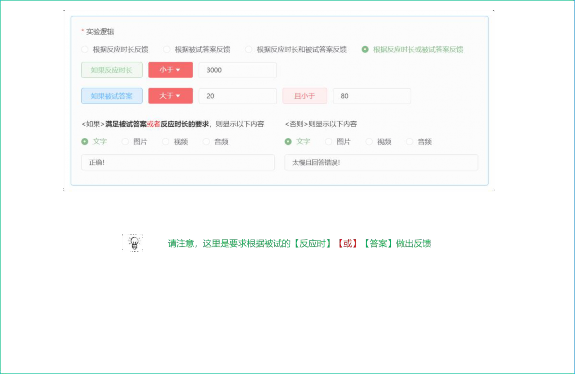 * 实验逻辑
根据反应时长反馈 根据被试答案反馈 根据反应时长和被试答案反馈 根据反应时长或被试答案反馈
如果反应时长 小于 3000
如果被试答案 大于 20 且小于 80
<如果>满足被试答案或者反应时长的要求，则显示以下内容 <否则>则显示以下内容
文字 图片 视频 音频 文字 图片 视频 音频
正确! 题目回答错误!
请注意，这里是要求根据被试的【反应时】【或】【答案】做出反馈